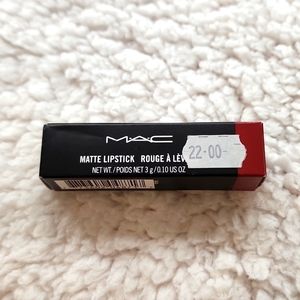 MAC
MATTE LIPSTICK ROUGE À LÈV
22-00-
NET WT. / POIDS NET 3 g / 0.10 US OZ